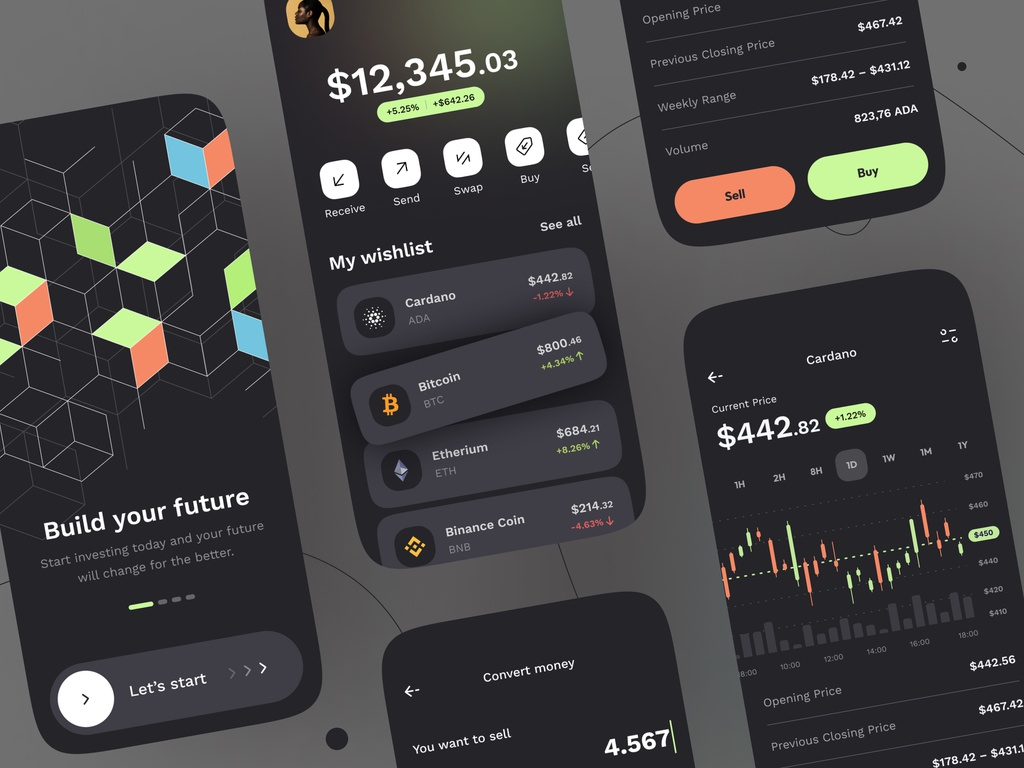 Build your future
Start investing today and your future
will change for the better.
Let's start
$12,345.03
+5.25% +$642.26
Receive
Send
Swap
Buy
My wishlist
See all
Cardano
ADA
$442.82
-1.22%
Bitcoin
BTC
$800.46
+4.34%
Etherium
ETH
$684.21
+8.26%
Binance Coin
BNB
$214.32
-4.63%
Convert money
You want to sell
4.567
Opening Price
Previous Closing Price
$467.42
Weekly Range
$178.42 – $431.12
Volume
823,76 ADA
Sell
Buy
Cardano
Current Price
$442.82
+1.22%
1H
2H
8H
1D
1W
1M
1Y
$470
$460
$450
$440
$420
$410
8:00
10:00
12:00
14:00
16:00
18:00
Opening Price
$442.56
Previous Closing Price
$467.42
$178.42 – $431.1